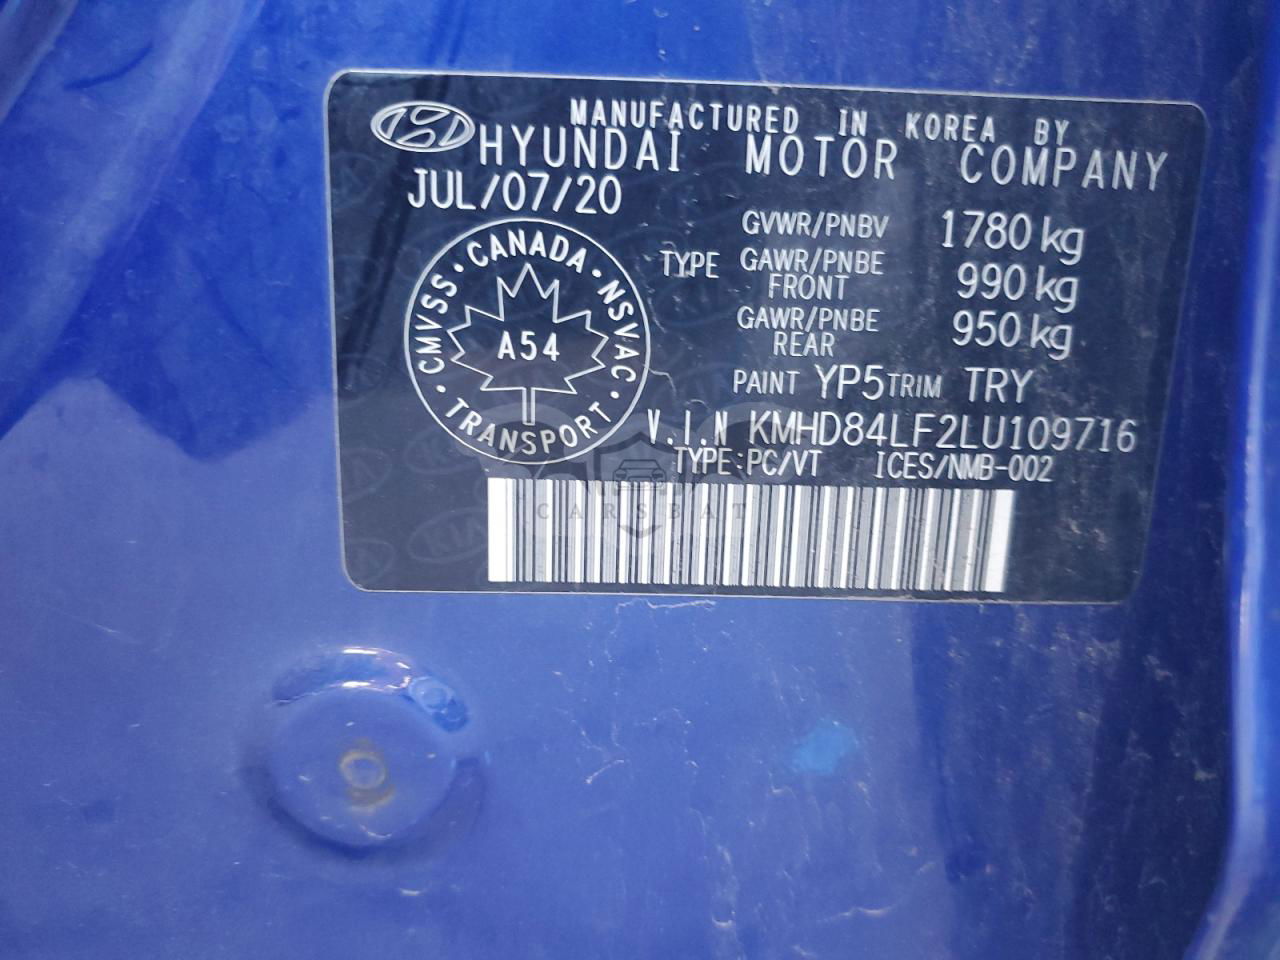 MANUFACTURED IN KOREA BY
HYUNDAI MOTOR COMPANY
JUL/07/20
GVWR/PNBV 1780 kg
TYPE GAWR/PNBE FRONT 990 kg
GAWR/PNBE REAR 950 kg
PAINT YP5 TRIM TRY
CMVSS · CANADA · NSVAC · TRANSPORT ·
A54
V.I.N KMHD84LF2LU109716
TYPE:PC/VT ICES/NMB-002
CARSBAT
KIA